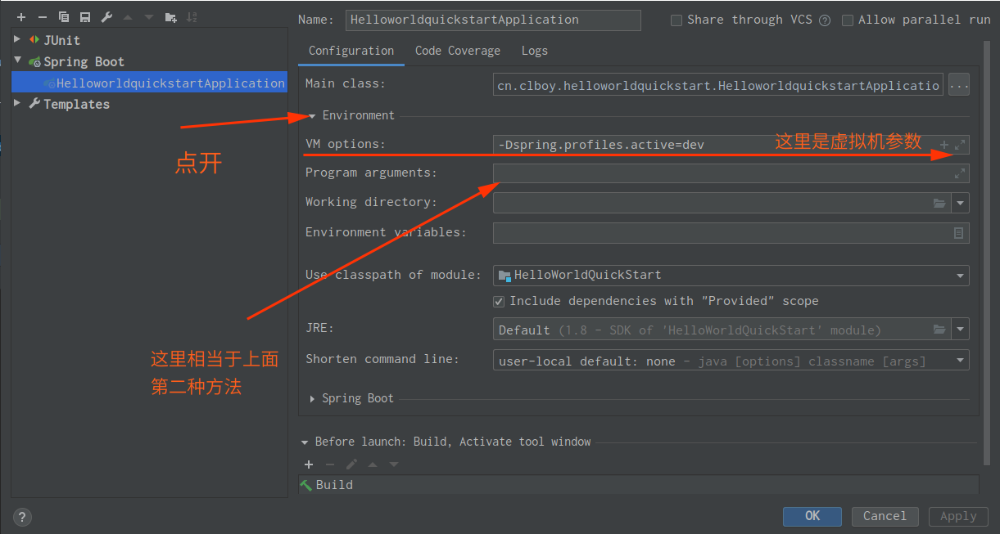 Name: HelloworldquickstartApplication Share through VCS ? Allow parallel run
JUnit
Spring Boot
HelloworldquickstartApplication
Templates
Configuration Code Coverage Logs
Main class: cn.clboy.helloworldquickstart.HelloworldquickstartApplicatio ...
Environment
VM options: -Dspring.profiles.active=dev 这里是虚拟机参数
点开
Program arguments:
Working directory:
Environment variables:
Use classpath of module: HelloWorldQuickStart
Include dependencies with "Provided" scope
JRE: Default (1.8 - SDK of 'HelloWorldQuickStart' module)
Shorten command line: user-local default: none - java [options] classname [args]
这里相当于上面
第二种方法
Spring Boot
Before launch: Build, Activate tool window
Build
? OK Cancel Apply